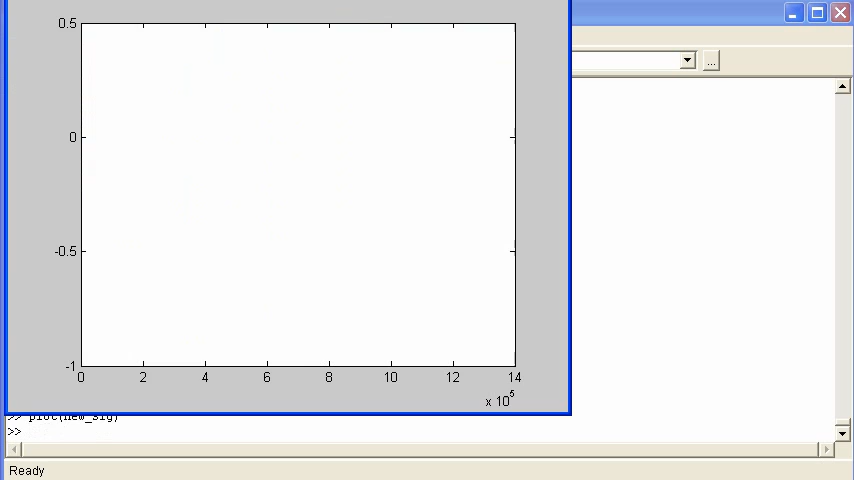 0.5
0
-0.5
-1
0 2 4 6 8 10 12 14
x 10⁵
...
>> plot(new_sig)
>>
Ready